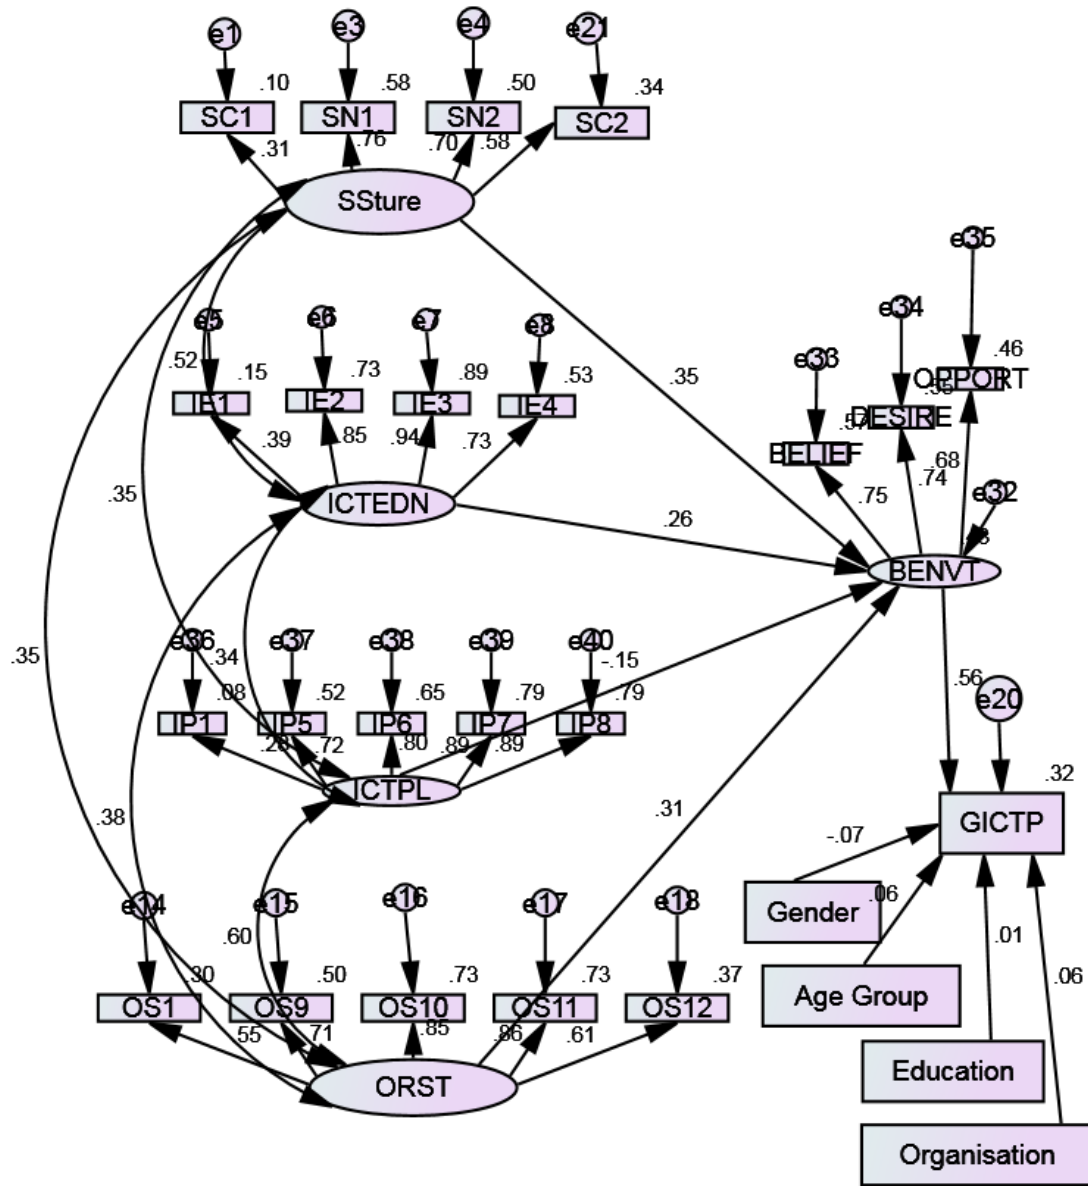 e1
e3
e4
e21
.10
.58
.50
.34
SC1
SN1
SN2
SC2
.31
.76
.70
.58
SSture
e35
e34
e33
e5
e6
e7
e8
.52
.15
.73
.89
.53
.35
.46
OPPORT
DESIRE
.57
BELIEF
IE1
IE2
IE3
IE4
.39
.85
.94
.73
.75
.74
.68
e32
ICTEDN
.35
.26
BENVT
e36
e37
e38
e39
e40
.35
.34
-.15
.08
.52
.65
.79
.79
IP1
IP5
IP6
IP7
IP8
.28
.72
.80
.89
.89
ICTPL
.56
e20
.32
GICTP
.38
.31
-.07
.06
Gender
e14
e15
e16
e17
e18
.60
.01
.30
.50
.73
.73
.37
.06
OS1
OS9
OS10
OS11
OS12
Age Group
.55
.71
.85
.86
.61
ORST
Education
Organisation